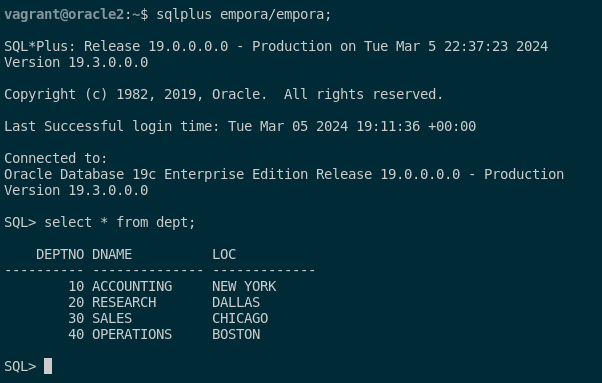 vagrant@oracle2:~$ sqlplus empora/empora;
SQL*Plus: Release 19.0.0.0.0 - Production on Tue Mar 5 22:37:23 2024
Version 19.3.0.0.0
Copyright (c) 1982, 2019, Oracle.  All rights reserved.
Last Successful login time: Tue Mar 05 2024 19:11:36 +00:00
Connected to:
Oracle Database 19c Enterprise Edition Release 19.0.0.0.0 - Production
Version 19.3.0.0.0
SQL> select * from dept;
    DEPTNO DNAME          LOC
---------- -------------- -------------
        10 ACCOUNTING     NEW YORK
        20 RESEARCH       DALLAS
        30 SALES          CHICAGO
        40 OPERATIONS     BOSTON
SQL>